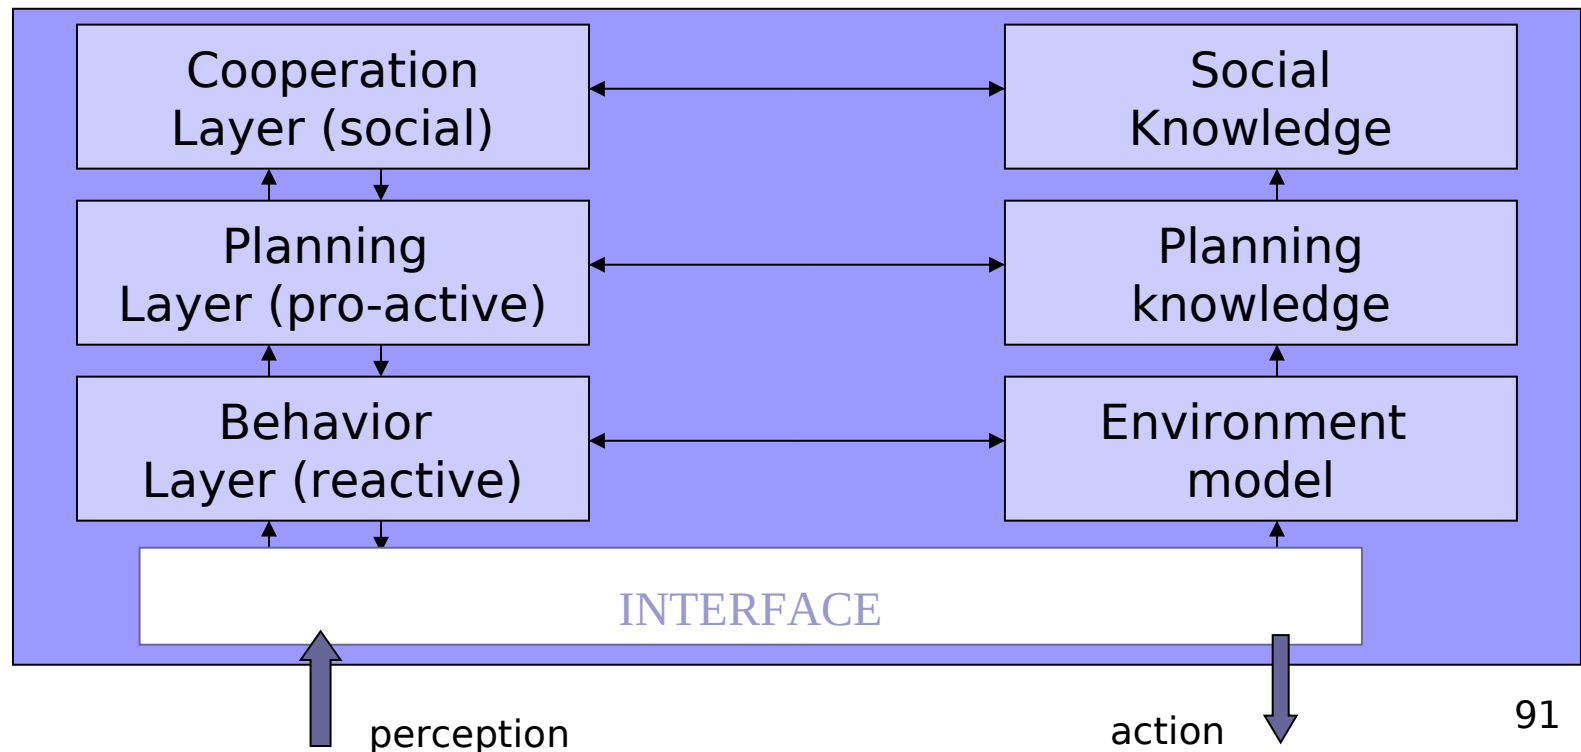 Cooperation
Layer (social)
Social
Knowledge
Planning
Layer (pro-active)
Planning
knowledge
Behavior
Layer (reactive)
Environment
model
INTERFACE
perception
action
91